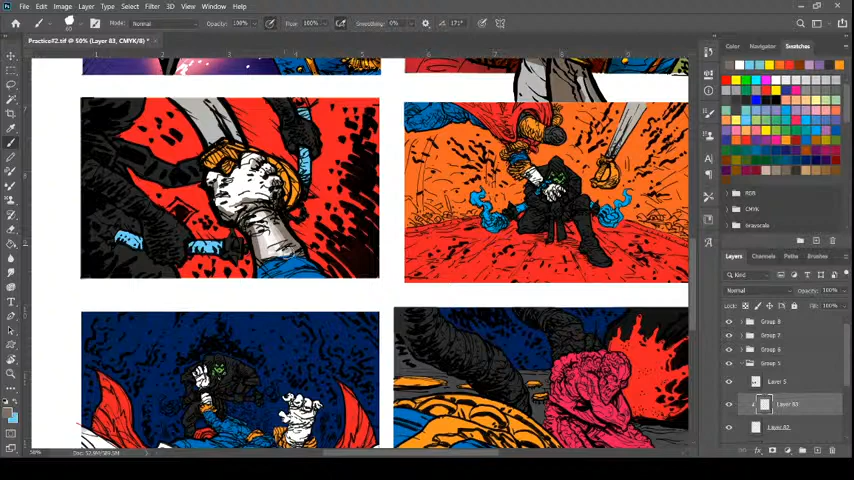 File Edit Image Layer Type Select Filter 3D View Window Help
Mode: Normal Opacity: 100% Flow: 100% Smoothing: 0% 171°
Practice#2.tif @ 50% (Layer 83, CMYK/8) *
Color Navigator Swatches
RGB
CMYK
Grayscale
Layers Channels Paths Brushes
Kind
Normal Opacity: 100%
Lock: Fill: 100%
Group 8
Group 7
Group 6
Group 5
Layer 5
Layer 83
Layer 82
50%